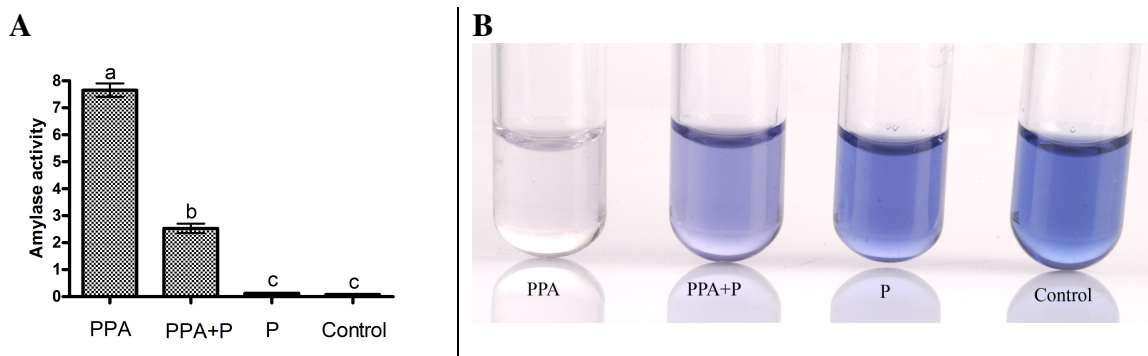 A
B
Amylase activity
8
7
6
5
4
3
2
1
0
a
b
c
c
PPA
PPA+P
P
Control
PPA
PPA+P
P
Control